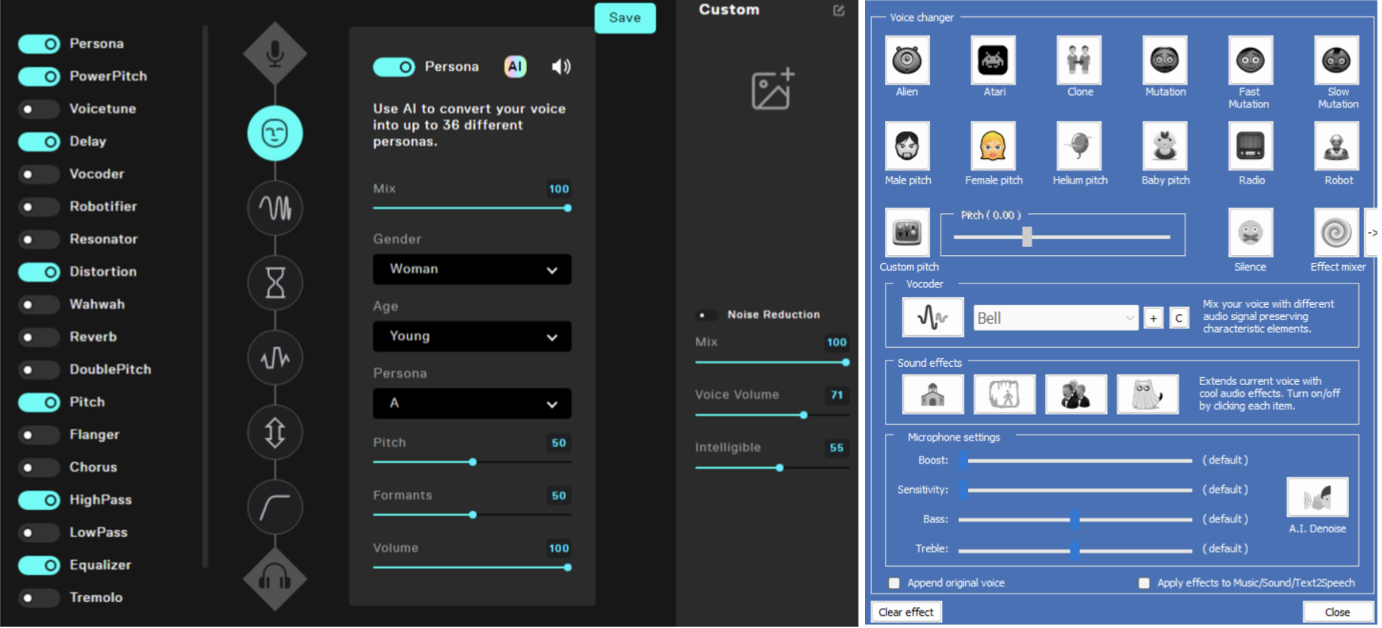 Persona
PowerPitch
Voicetune
Delay
Vocoder
Robotifier
Resonator
Distortion
Wahwah
Reverb
DoublePitch
Pitch
Flanger
Chorus
HighPass
LowPass
Equalizer
Tremolo
Save
Persona AI
Use AI to convert your voice
into up to 36 different
personas.
Mix 100
Gender
Woman
Age
Young
Persona
A
Pitch 50
Formants 50
Volume 100
Custom
Noise Reduction
Mix 100
Voice Volume 71
Intelligible 55
Voice changer
Alien Atari Clone Mutation Fast Slow
Mutation Mutation
Male pitch Female pitch Helium pitch Baby pitch Radio Robot
Pitch ( 0.00 )
->
Custom pitch Silence Effect mixer
Vocoder
Bell + C
Mix your voice with different
audio signal preserving
characteristic elements.
Sound effects
Extends current voice with
cool audio effects. Turn on/off
by clicking each item.
Microphone settings
Boost: ( default )
Sensitivity: ( default )
Bass: ( default )
A.I. Denoise
Treble: ( default )
Append original voice Apply effects to Music/Sound/Text2Speech
Clear effect Close